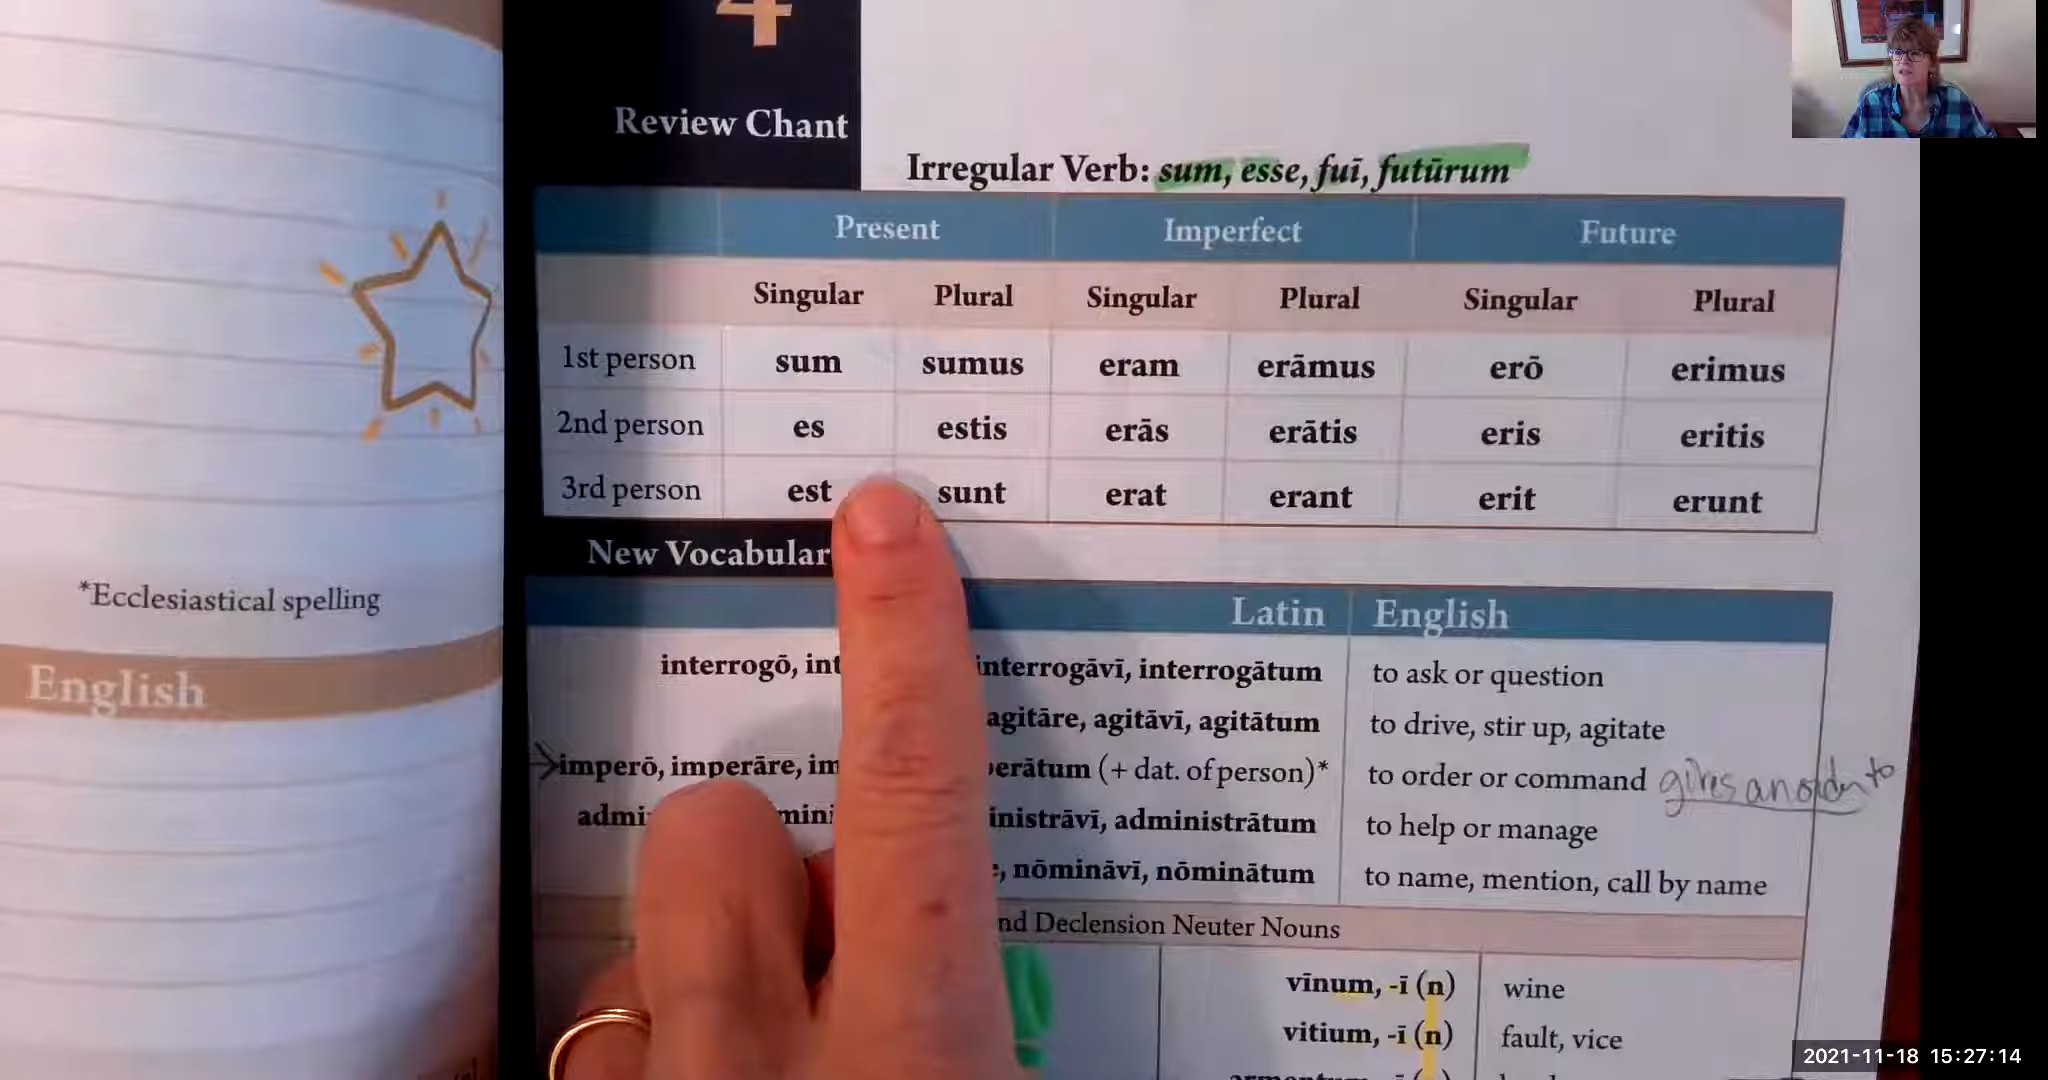 4
Review Chant
Irregular Verb: sum, esse, fuī, futūrum
Present Imperfect Future
Singular Plural Singular Plural Singular Plural
1st person sum sumus eram erāmus erō erimus
2nd person es estis erās erātis eris eritis
3rd person est sunt erat erant erit erunt
New Vocabular
Latin English
interrogō, int interrogāvī, interrogātum to ask or question
agitāre, agitāvī, agitātum to drive, stir up, agitate
imperō, imperāre, im perātum (+ dat. of person)* to order or command gives an order to
admi mini inistrāvī, administrātum to help or manage
, nōmināvī, nōminātum to name, mention, call by name
nd Declension Neuter Nouns
vīnum, -ī (n) wine
vitium, -ī (n) fault, vice
*Ecclesiastical spelling
English
2021-11-18 15:27:14